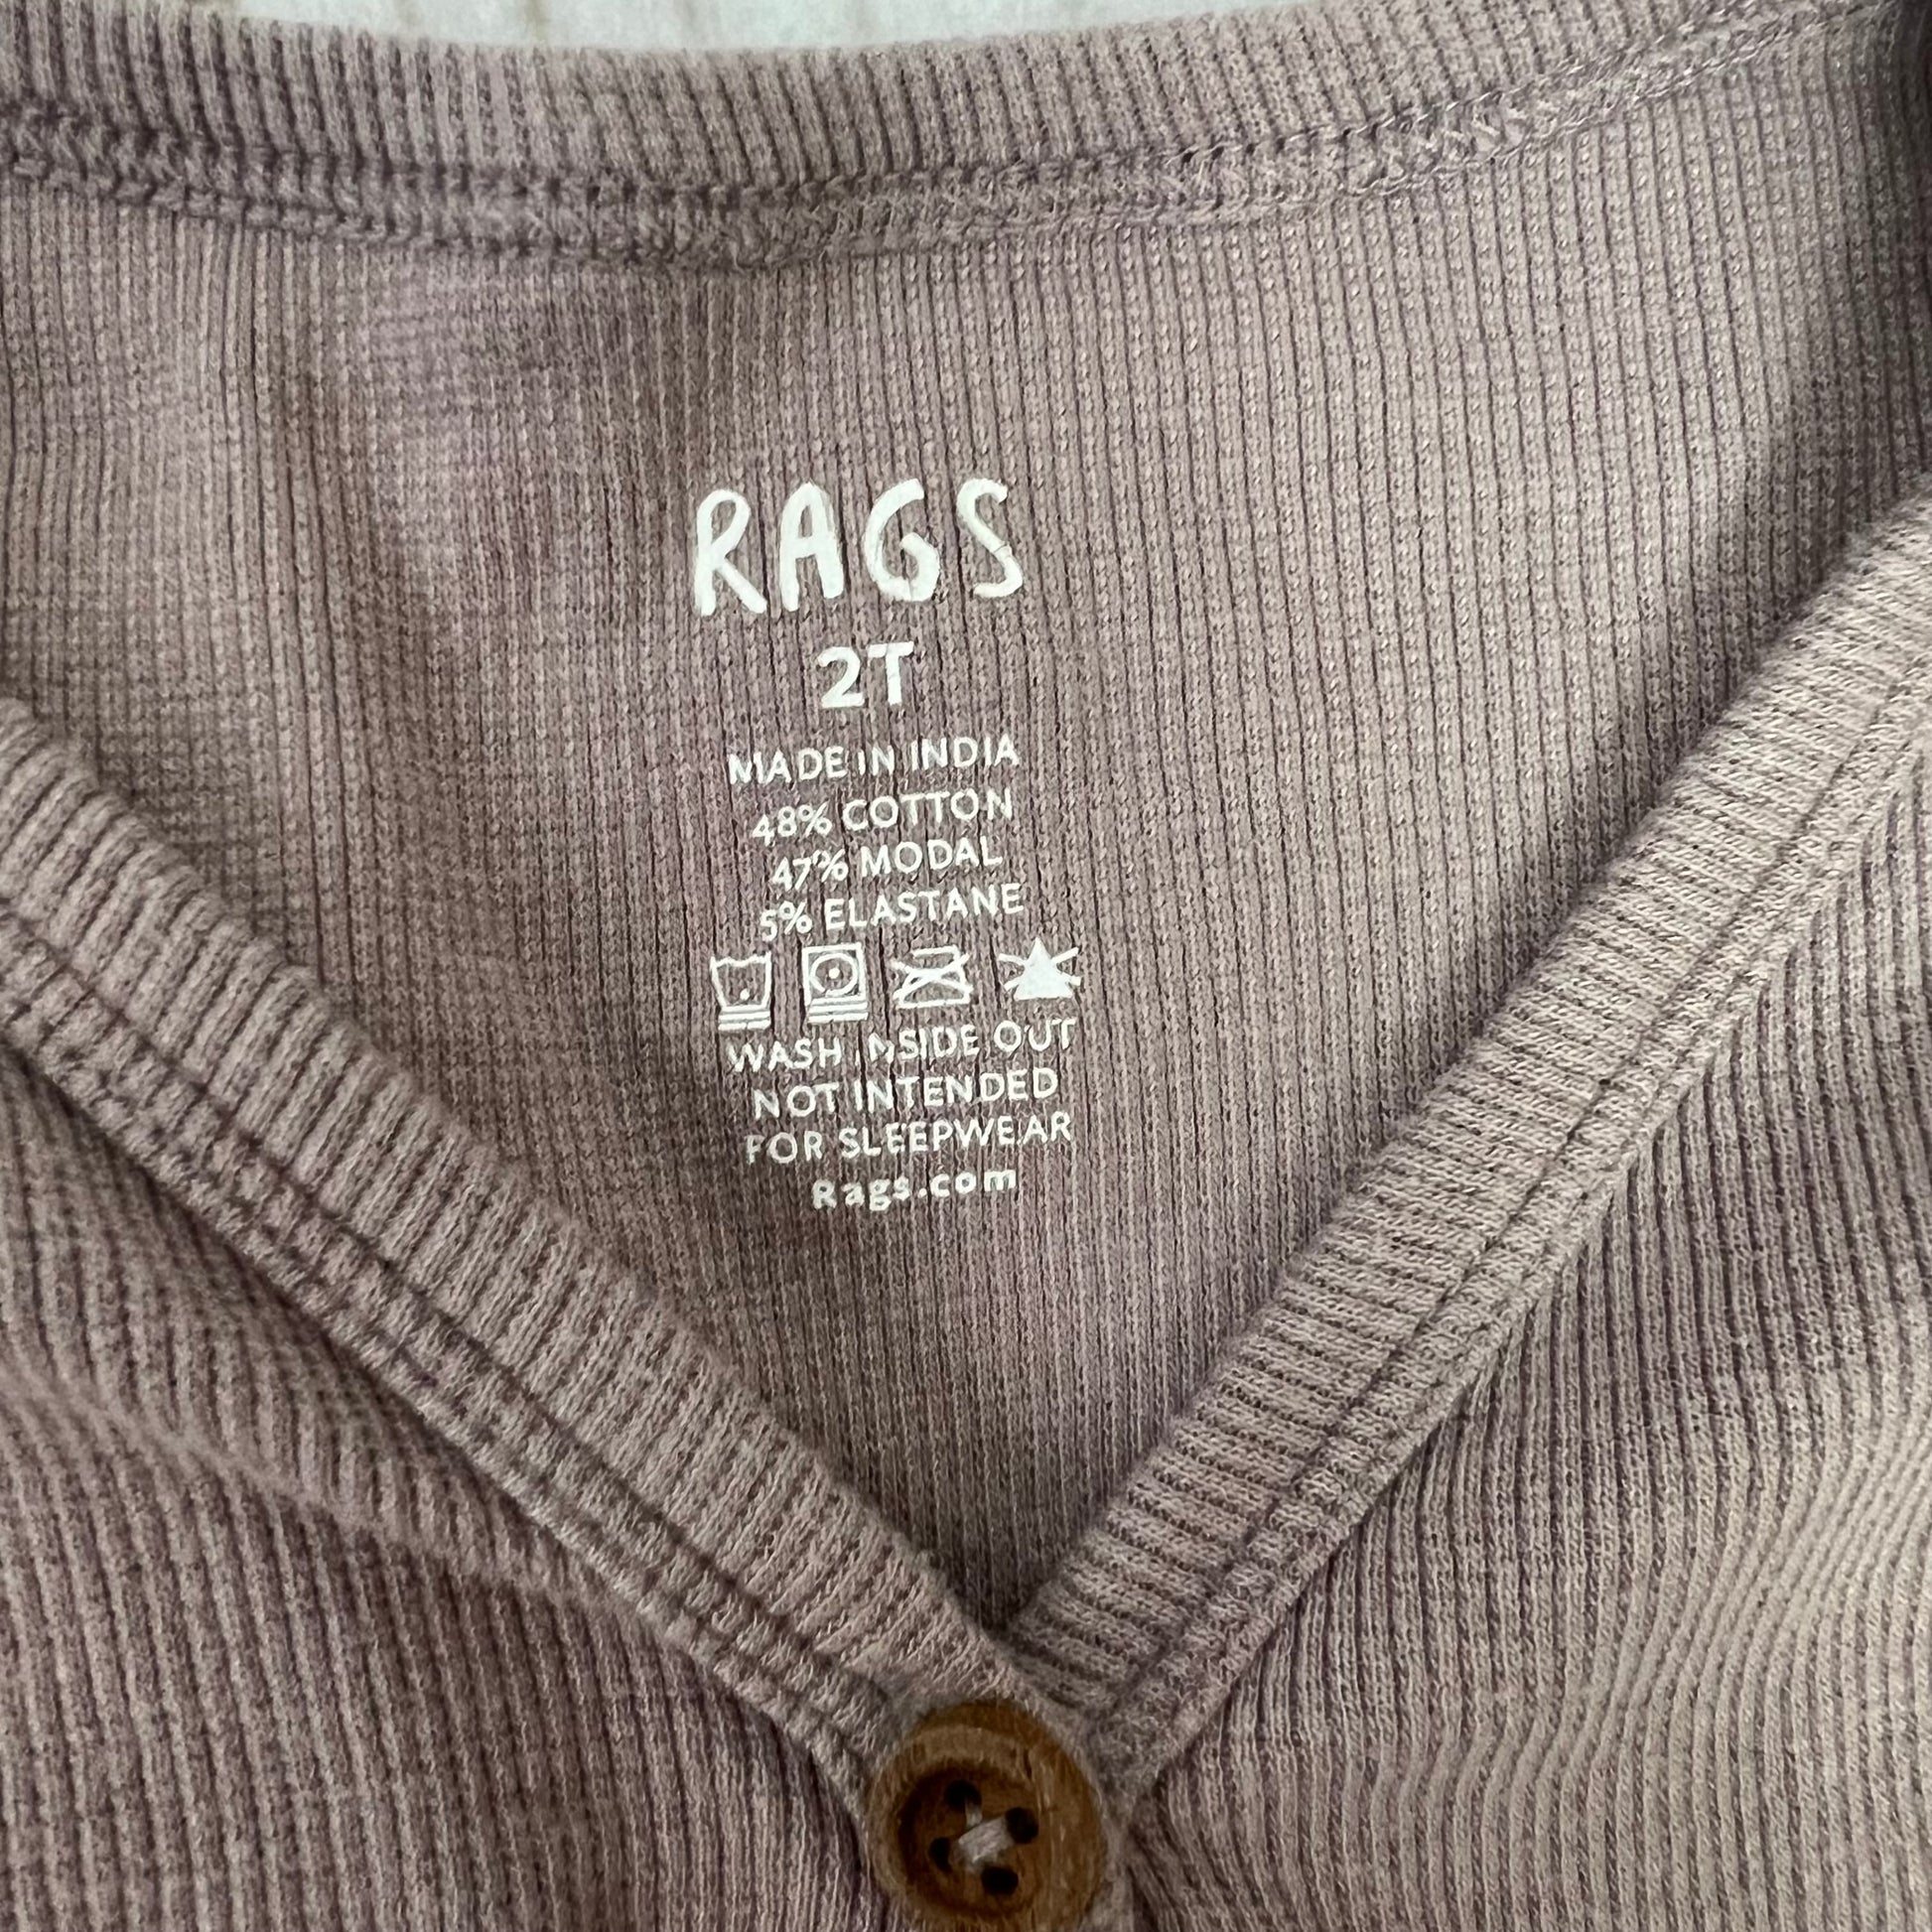 RAGS
2T
MADE IN INDIA
48% COTTON
47% MODAL
5% ELASTANE
WASH INSIDE OUT
NOT INTENDED
FOR SLEEPWEAR
Rags.com